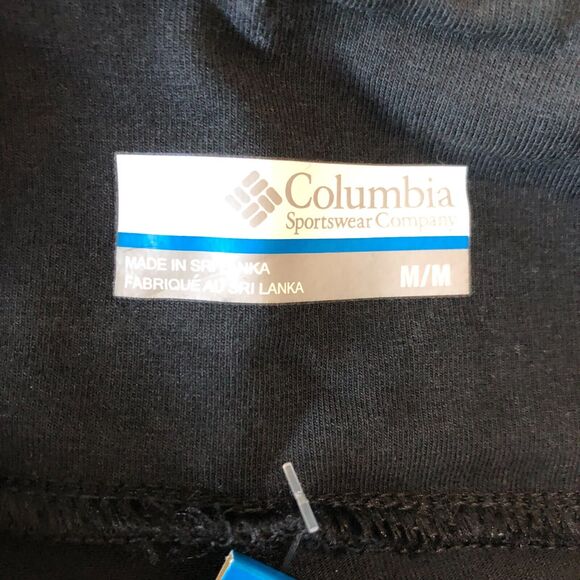 Columbia
Sportswear Company
MADE IN SRI LANKA
FABRIQUÉ AU SRI LANKA
M/M